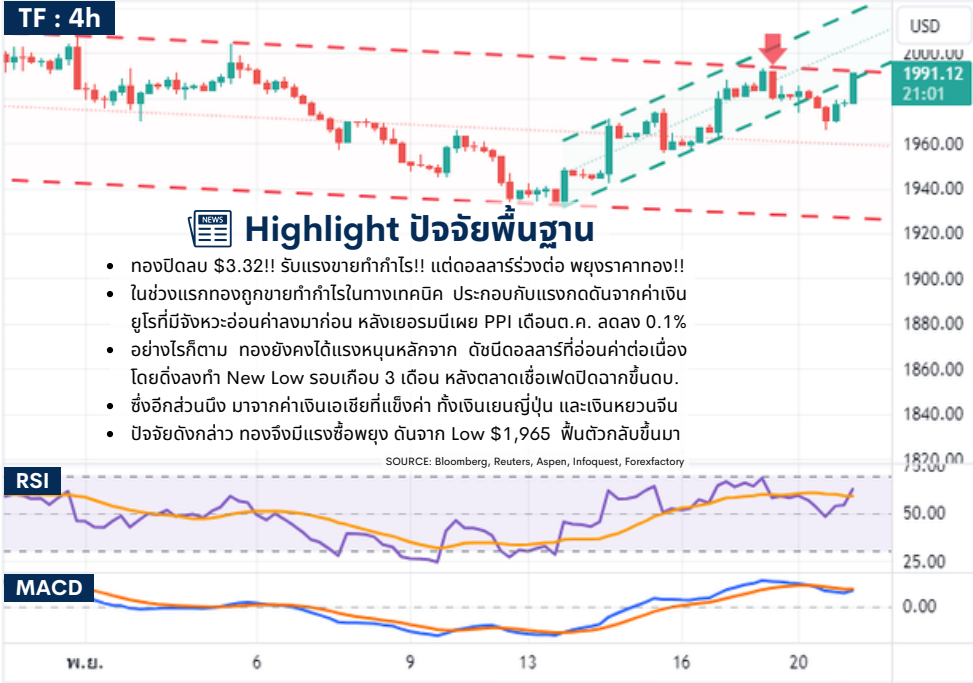 TF : 4h
USD
2000.00
1991.12
21:01
1960.00
1940.00
1920.00
1900.00
1880.00
1860.00
1840.00
1820.00
NEWS
Highlight ปัจจัยพื้นฐาน
• ทองปิดลบ $3.32!! รับแรงขายทำกำไร!! แต่ดอลลาร์ร่วงต่อ พยุงราคาทอง!!
• ในช่วงแรกทองถูกขายทำกำไรในทางเทคนิค ประกอบกับแรงกดดันจากค่าเงิน
ยูโรที่มีจังหวะอ่อนค่าลงมาก่อน หลังเยอรมนีเผย PPI เดือนต.ค. ลดลง 0.1%
• อย่างไรก็ตาม ทองยังคงได้แรงหนุนหลักจาก ดัชนีดอลลาร์ที่อ่อนค่าต่อเนื่อง
โดยดิ่งลงทำ New Low รอบเกือบ 3 เดือน หลังตลาดเชื่อเฟดปิดฉากขึ้นดบ.
• ซึ่งอีกส่วนนึง มาจากค่าเงินเอเชียที่แข็งค่า ทั้งเงินเยนญี่ปุ่น และเงินหยวนจีน
• ปัจจัยดังกล่าว ทองจึงมีแรงซื้อพยุง ดันจาก Low $1,965 ฟื้นตัวกลับขึ้นมา
SOURCE: Bloomberg, Reuters, Aspen, Infoquest, Forexfactory
RSI
75.00
50.00
25.00
MACD
0.00
พ.ย.
6
9
13
16
20